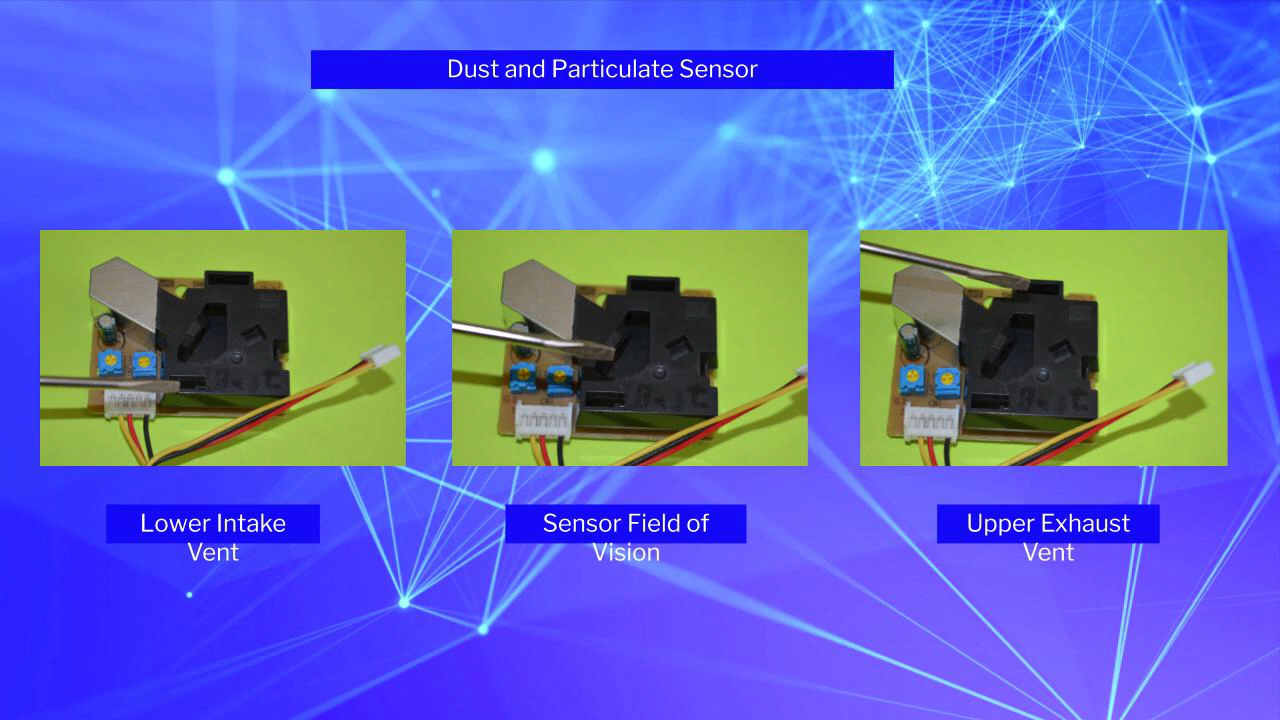 Dust and Particulate Sensor
Lower Intake
Vent
Sensor Field of
Vision
Upper Exhaust
Vent